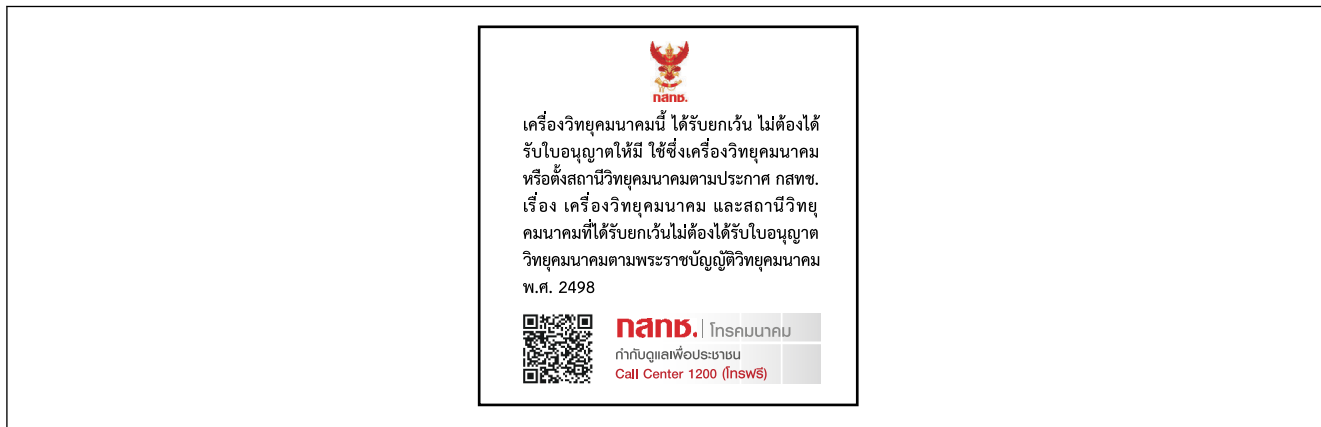 กสทช.
เครื่องวิทยุคมนาคมนี้ ได้รับยกเว้น ไม่ต้องได้
รับใบอนุญาตให้มี ใช้ซึ่งเครื่องวิทยุคมนาคม
หรือตั้งสถานีวิทยุคมนาคมตามประกาศ กสทช.
เรื่อง เครื่องวิทยุคมนาคม และสถานีวิทยุ
คมนาคมที่ได้รับยกเว้นไม่ต้องได้รับใบอนุญาต
วิทยุคมนาคมตามพระราชบัญญัติวิทยุคมนาคม
พ.ศ. 2498
กสทช. | โทรคมนาคม
กำกับดูแลเพื่อประชาชน
Call Center 1200 (โทรฟรี)